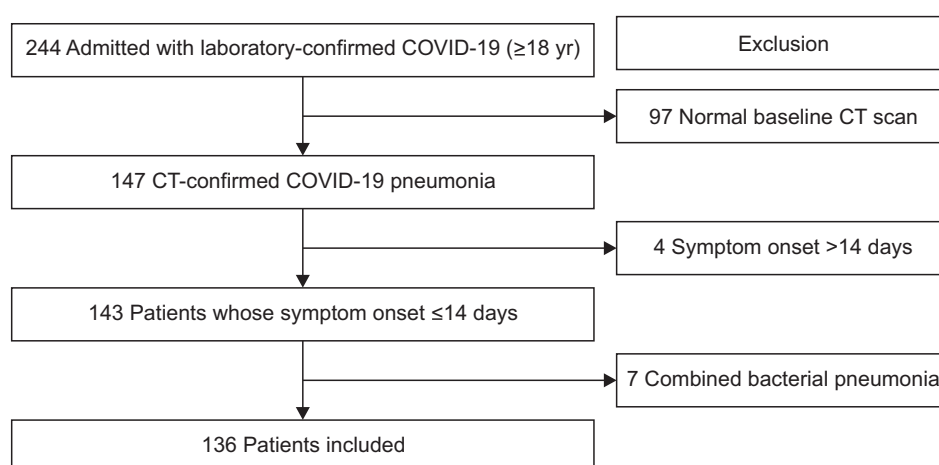 244 Admitted with laboratory-confirmed COVID-19 (≥18 yr)
Exclusion
97 Normal baseline CT scan
147 CT-confirmed COVID-19 pneumonia
4 Symptom onset >14 days
143 Patients whose symptom onset ≤14 days
7 Combined bacterial pneumonia
136 Patients included